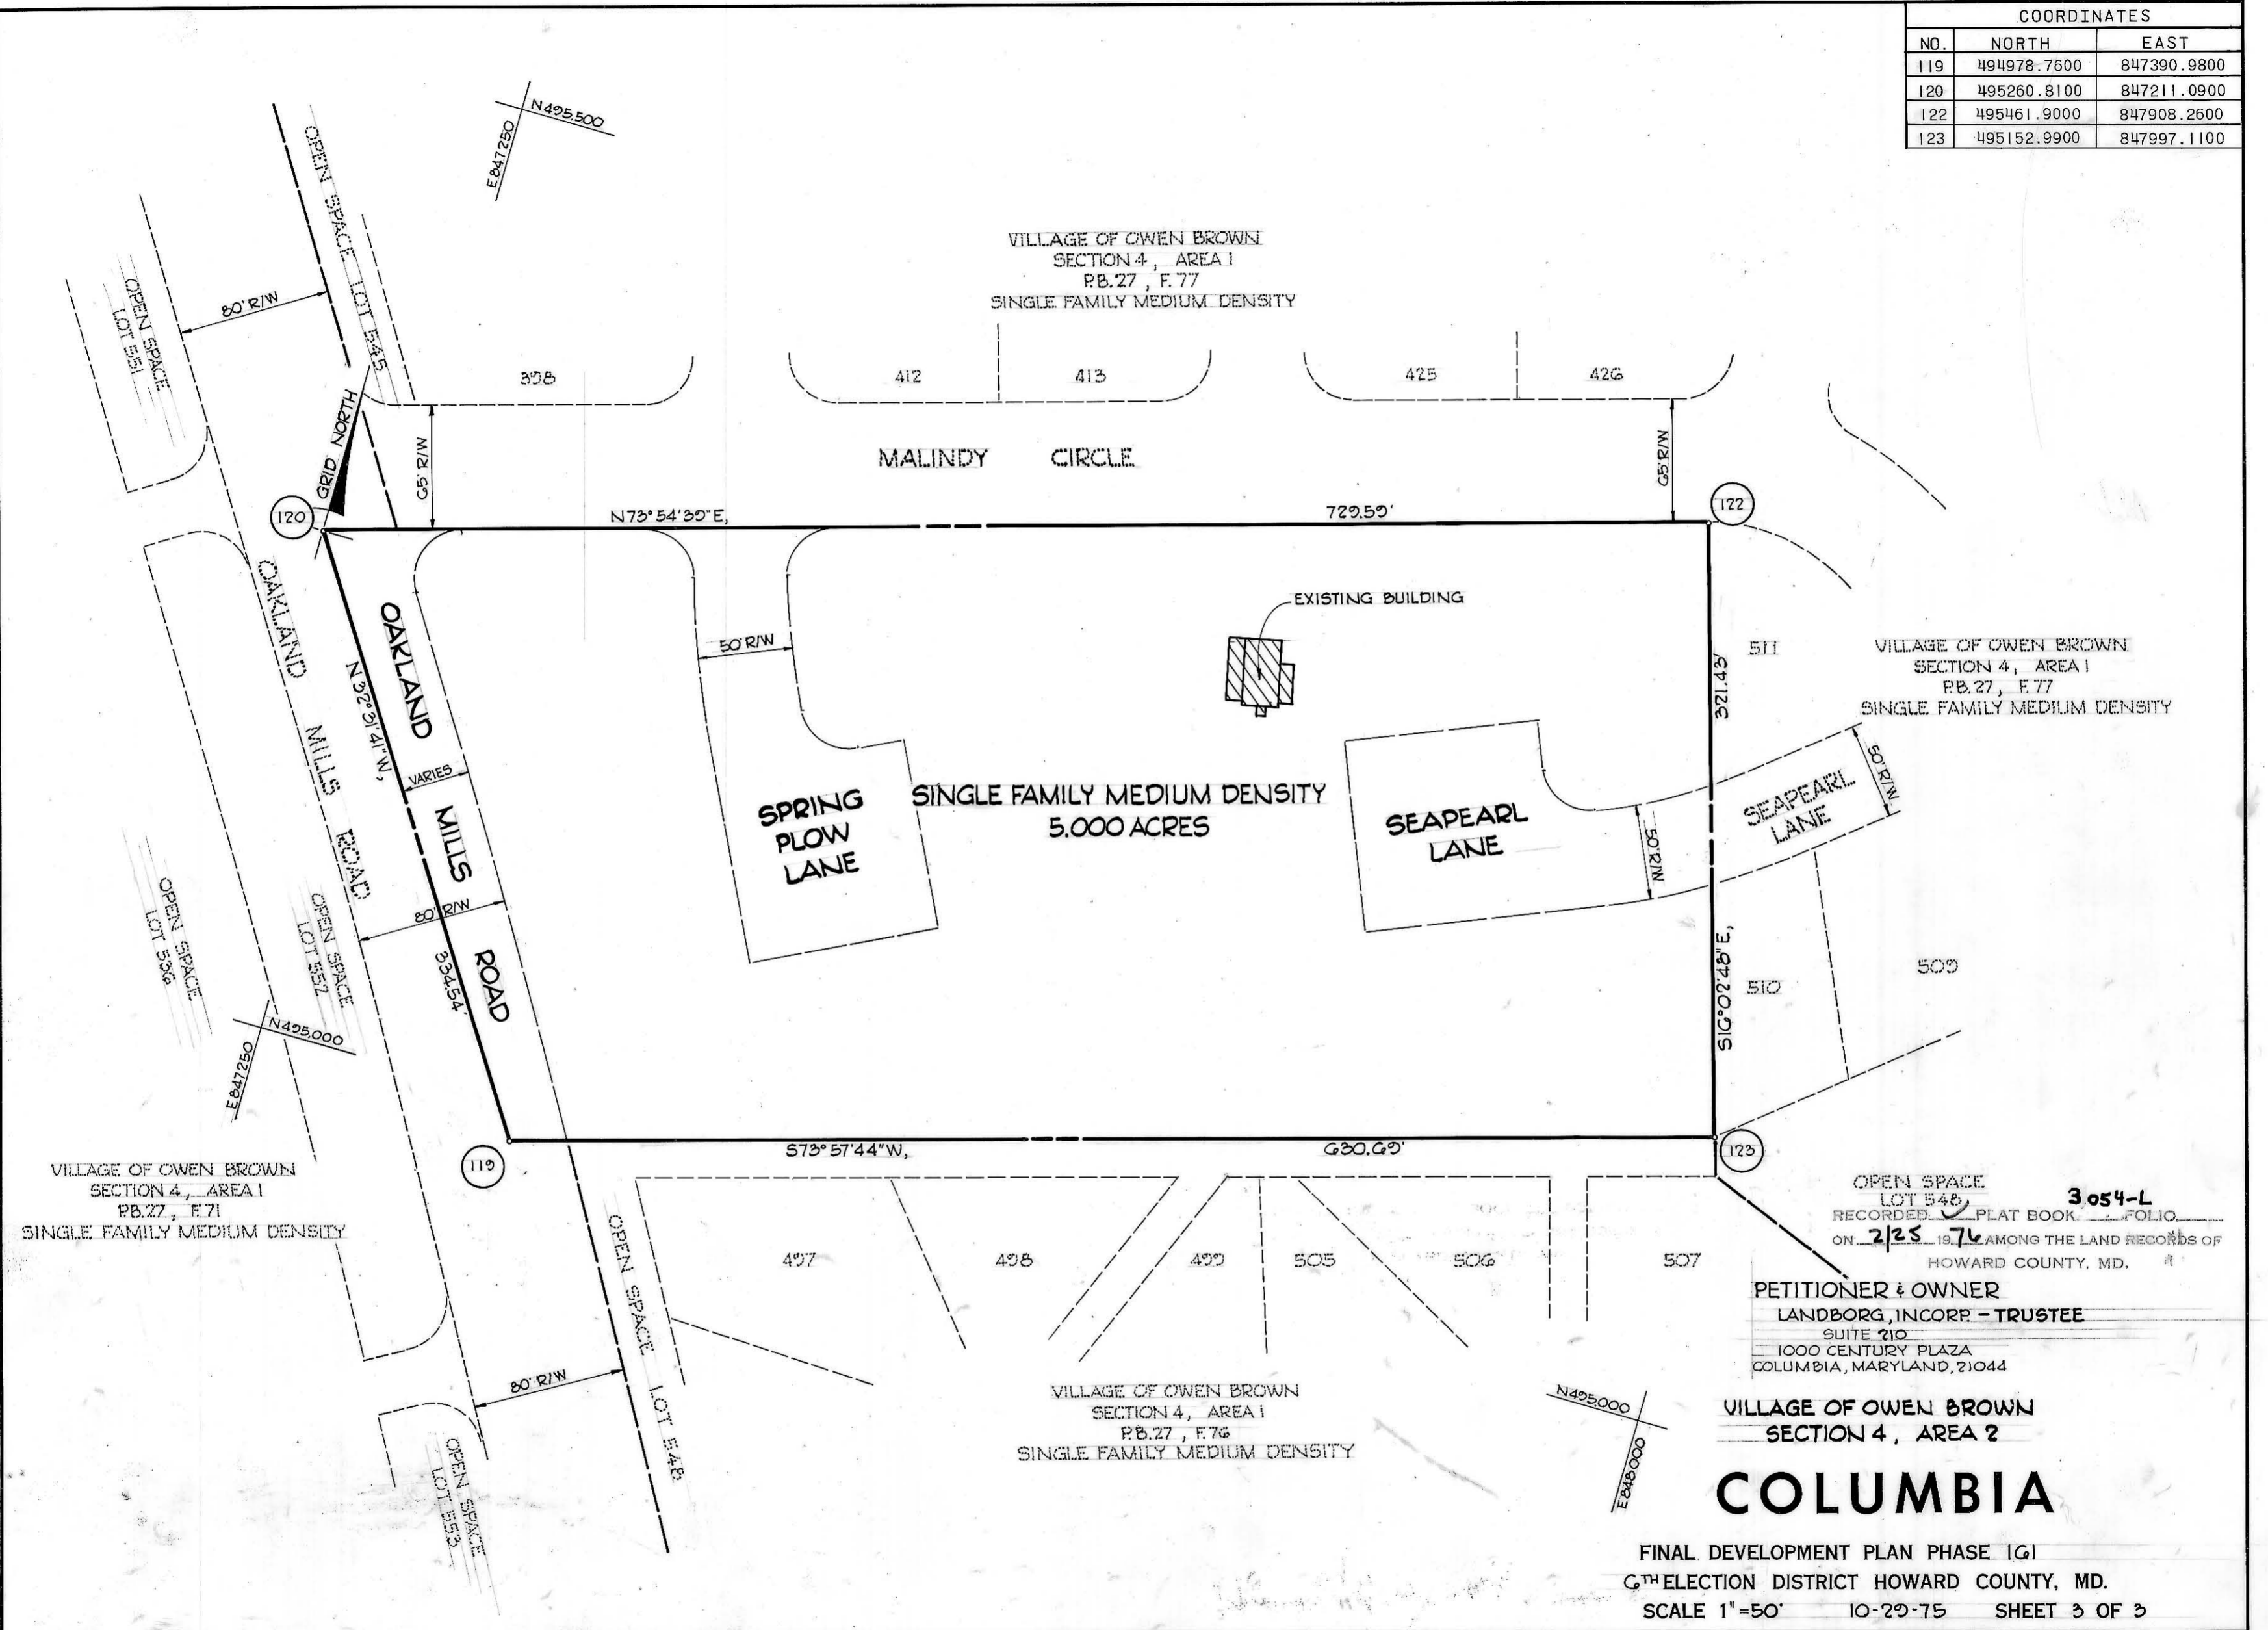 COORDINATES
NO. NORTH EAST
119 494978.7600 847390.9800
120 495260.8100 847211.0900
122 495461.9000 847908.2600
123 495152.9900 847997.1100
N495,500
E847250
OPEN SPACE LOT 545
OPEN SPACE
LOT 551
80' R/W
VILLAGE OF OWEN BROWN
SECTION 4, AREA 1
P.B. 27, F. 77
SINGLE FAMILY MEDIUM DENSITY
398
412
413
425
426
GRID NORTH
65' R/W
MALINDY CIRCLE
65' R/W
120
N73°54'39"E,
729.59'
122
OAKLAND MILLS ROAD
OAKLAND MILLS ROAD
N32°31'41"W,
334.54'
VARIES
80' R/W
50' R/W
EXISTING BUILDING
SPRING
PLOW
LANE
SINGLE FAMILY MEDIUM DENSITY
5.000 ACRES
SEAPEARL
LANE
50' R/W
SEAPEARL
LANE
50' R/W
321.43'
S16°02'48"E,
511
510
509
VILLAGE OF OWEN BROWN
SECTION 4, AREA 1
P.B. 27, F. 77
SINGLE FAMILY MEDIUM DENSITY
OPEN SPACE
LOT 536
OPEN SPACE
LOT 552
N495,000
E847250
119
S73°57'44"W,
630.69'
123
VILLAGE OF OWEN BROWN
SECTION 4, AREA 1
P.B. 27, F. 71
SINGLE FAMILY MEDIUM DENSITY
OPEN SPACE LOT 548
497
498
499
505
506
507
80' R/W
OPEN SPACE
LOT 553
VILLAGE OF OWEN BROWN
SECTION 4, AREA 1
P.B. 27, F. 76
SINGLE FAMILY MEDIUM DENSITY
N495000
E848000
OPEN SPACE
LOT 548
3054-L
RECORDED PLAT BOOK FOLIO
ON 2/25 1976 AMONG THE LAND RECORDS OF
HOWARD COUNTY, MD.
PETITIONER & OWNER
LANDBORG, INCORP. - TRUSTEE
SUITE 210
1000 CENTURY PLAZA
COLUMBIA, MARYLAND, 21044
VILLAGE OF OWEN BROWN
SECTION 4, AREA 2
COLUMBIA
FINAL DEVELOPMENT PLAN PHASE 161
6TH ELECTION DISTRICT HOWARD COUNTY, MD.
SCALE 1"=50' 10-29-75 SHEET 3 OF 3